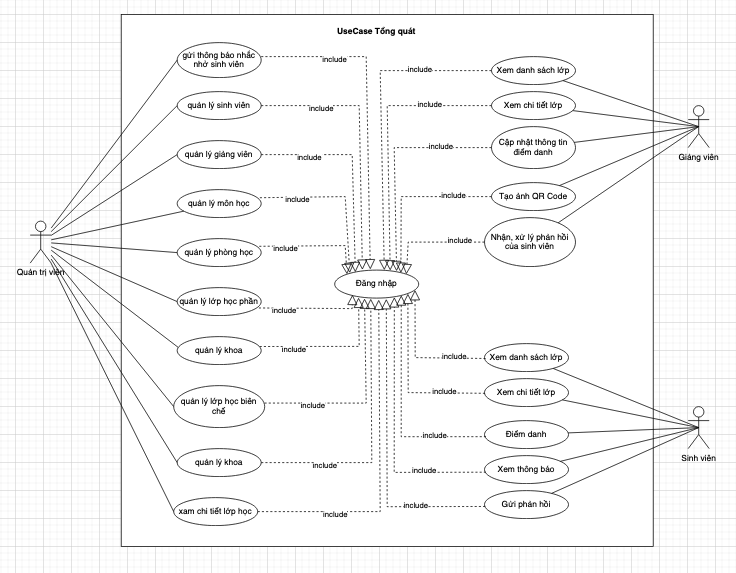 UseCase Tổng quát
gửi thông báo nhắc
nhở sinh viên
include
quản lý sinh viên
include
quản lý giảng viên
include
quản lý môn học
include
quản lý phòng học
include
quản lý lớp học phần
include
quản lý khoa
include
quản lý lớp học biên
chế
include
quản lý khoa
include
xam chi tiết lớp học
include
Quản trị viên
Đăng nhập
include
Xem danh sách lớp
include
Xem chi tiết lớp
include
Cập nhật thông tin
điểm danh
include
Tạo ảnh QR Code
include
Nhận, xử lý phản hồi
của sinh viên
Giảng viên
include
Xem danh sách lớp
include
Xem chi tiết lớp
include
Điểm danh
include
Xem thông báo
include
Gửi phản hồi
Sinh viên